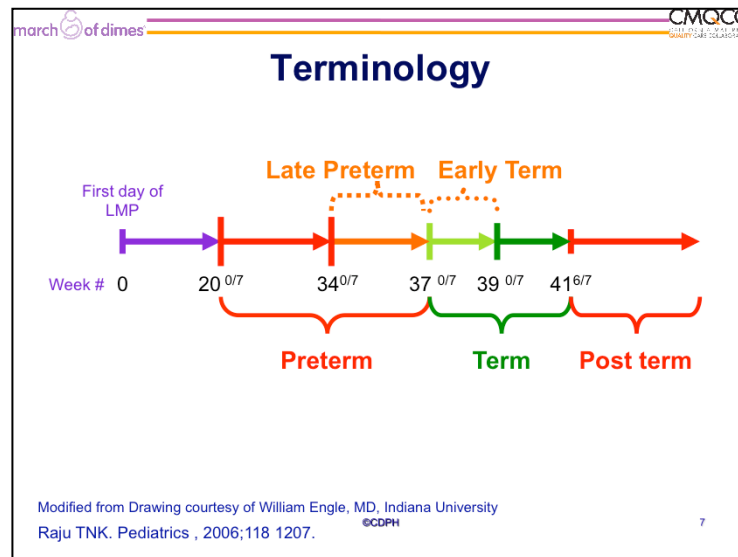 march of dimes
CMQCC
Terminology
Late Preterm
Early Term
First day of
LMP
Week # 0 20 0/7 34 0/7 37 0/7 39 0/7 41 6/7
Preterm
Term
Post term
Modified from Drawing courtesy of William Engle, MD, Indiana University
Raju TNK. Pediatrics , 2006;118 1207.
©CDPH
7